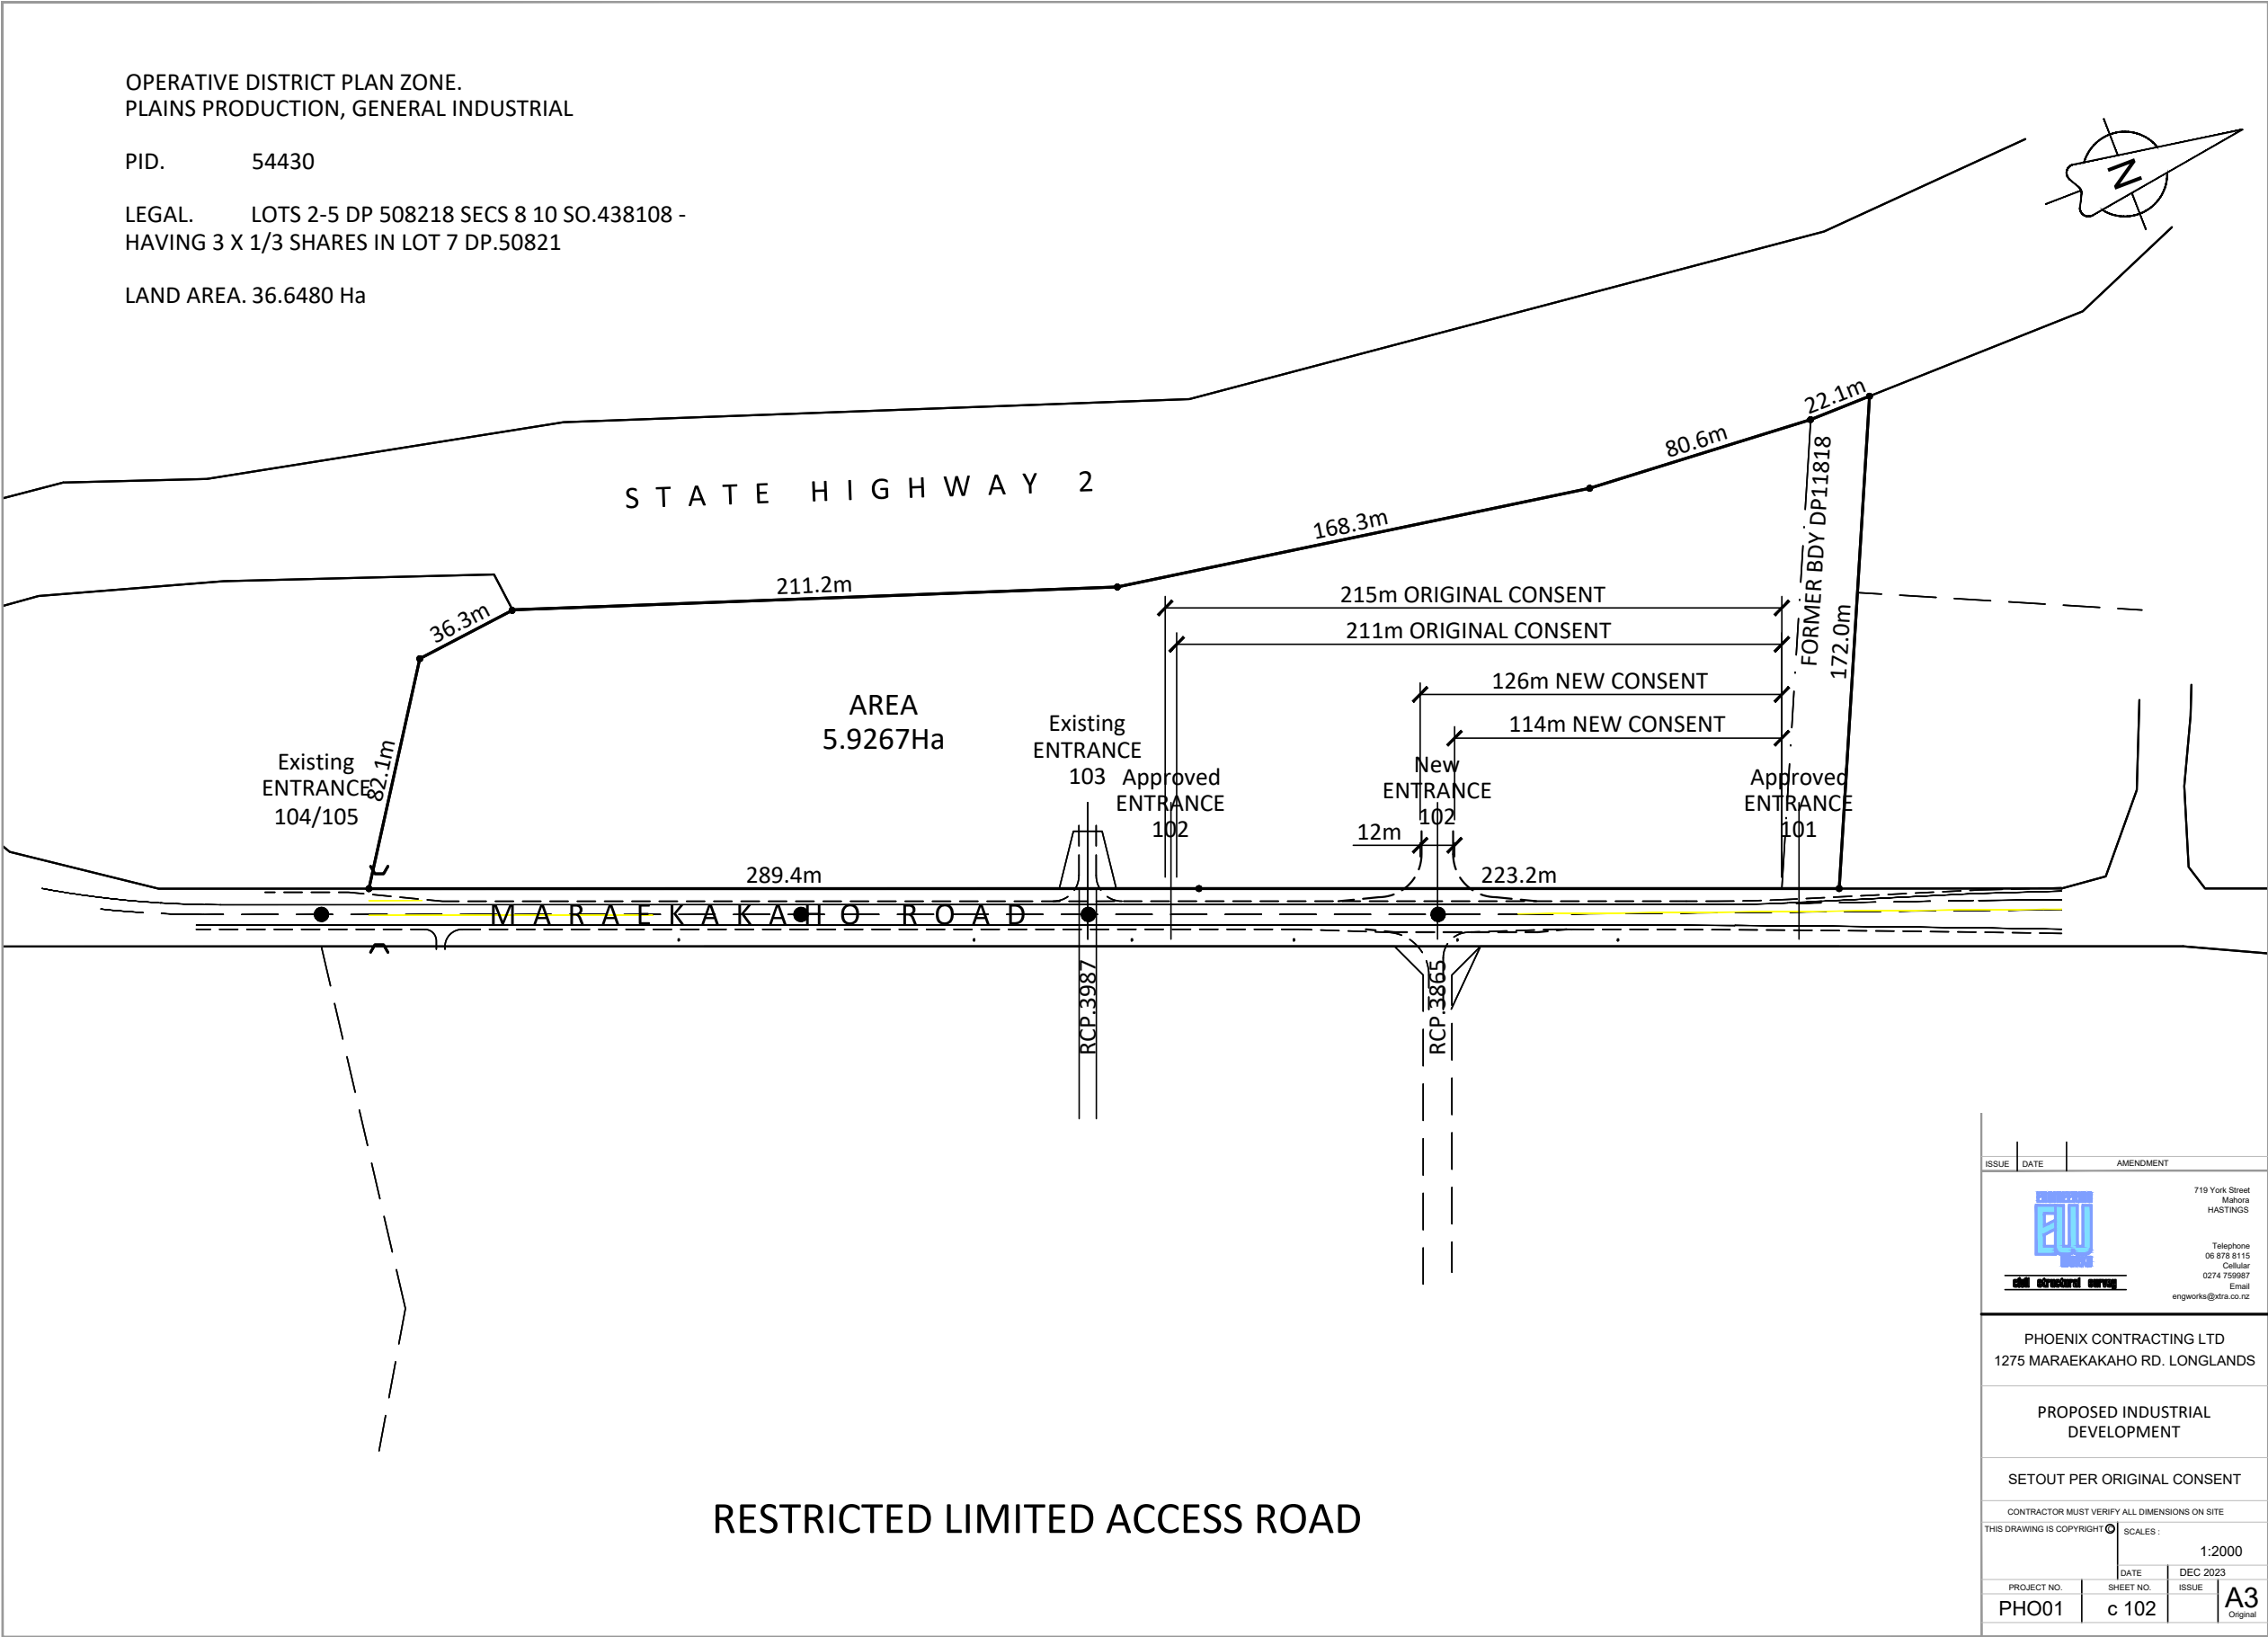 OPERATIVE DISTRICT PLAN ZONE.
PLAINS PRODUCTION, GENERAL INDUSTRIAL
PID. 54430
LEGAL. LOTS 2-5 DP 508218 SECS 8 10 SO.438108 -
HAVING 3 X 1/3 SHARES IN LOT 7 DP.50821
LAND AREA. 36.6480 Ha
N
STATE HIGHWAY 2
22.1m
80.6m
168.3m
211.2m
36.3m
82.1m
FORMER BDY DP11818
172.0m
215m ORIGINAL CONSENT
211m ORIGINAL CONSENT
126m NEW CONSENT
114m NEW CONSENT
AREA
5.9267Ha
Existing
ENTRANCE
104/105
Existing
ENTRANCE
103
Approved
ENTRANCE
102
New
ENTRANCE
102
Approved
ENTRANCE
101
12m
289.4m
223.2m
MARAEKAKAHO ROAD
RCP.3987
RCP.3865
RESTRICTED LIMITED ACCESS ROAD
ISSUE DATE AMENDMENT
719 York Street
Mahora
HASTINGS
Telephone
06 878 8115
Cellular
0274 759987
Email
engworks@xtra.co.nz
EW
civil structural survey
PHOENIX CONTRACTING LTD
1275 MARAEKAKAHO RD. LONGLANDS
PROPOSED INDUSTRIAL
DEVELOPMENT
SETOUT PER ORIGINAL CONSENT
CONTRACTOR MUST VERIFY ALL DIMENSIONS ON SITE
THIS DRAWING IS COPYRIGHT © SCALES :
1:2000
DATE DEC 2023
PROJECT NO. SHEET NO. ISSUE
PHO01 c 102 A3
Original